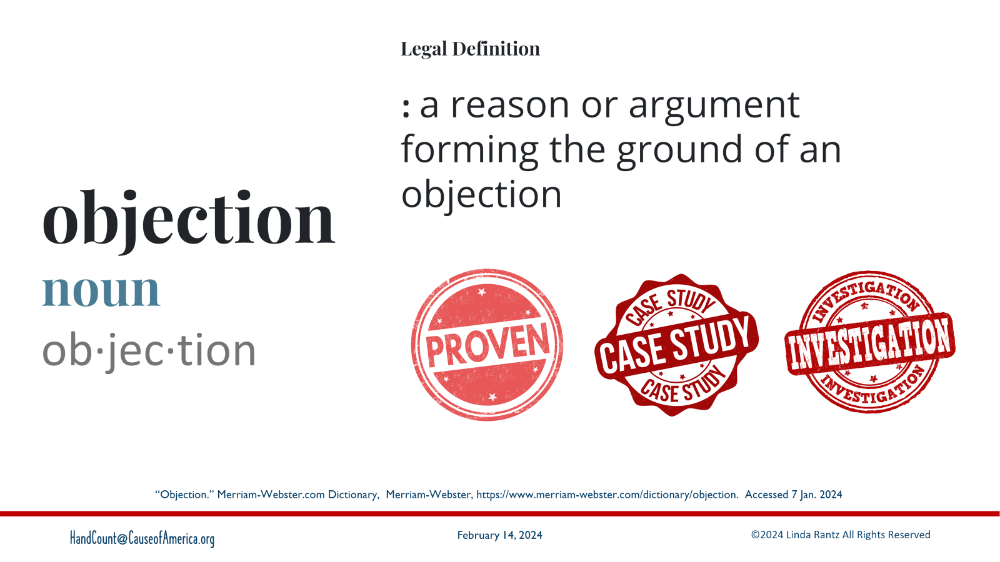 Legal Definition
: a reason or argument
forming the ground of an
objection
objection
noun
ob·jec·tion
PROVEN
CASE STUDY
CASE STUDY
CASE STUDY
INVESTIGATION
INVESTIGATION
INVESTIGATION
“Objection.” Merriam-Webster.com Dictionary, Merriam-Webster, https://www.merriam-webster.com/dictionary/objection. Accessed 7 Jan. 2024
HandCount@CauseofAmerica.org
February 14, 2024
©2024 Linda Rantz All Rights Reserved